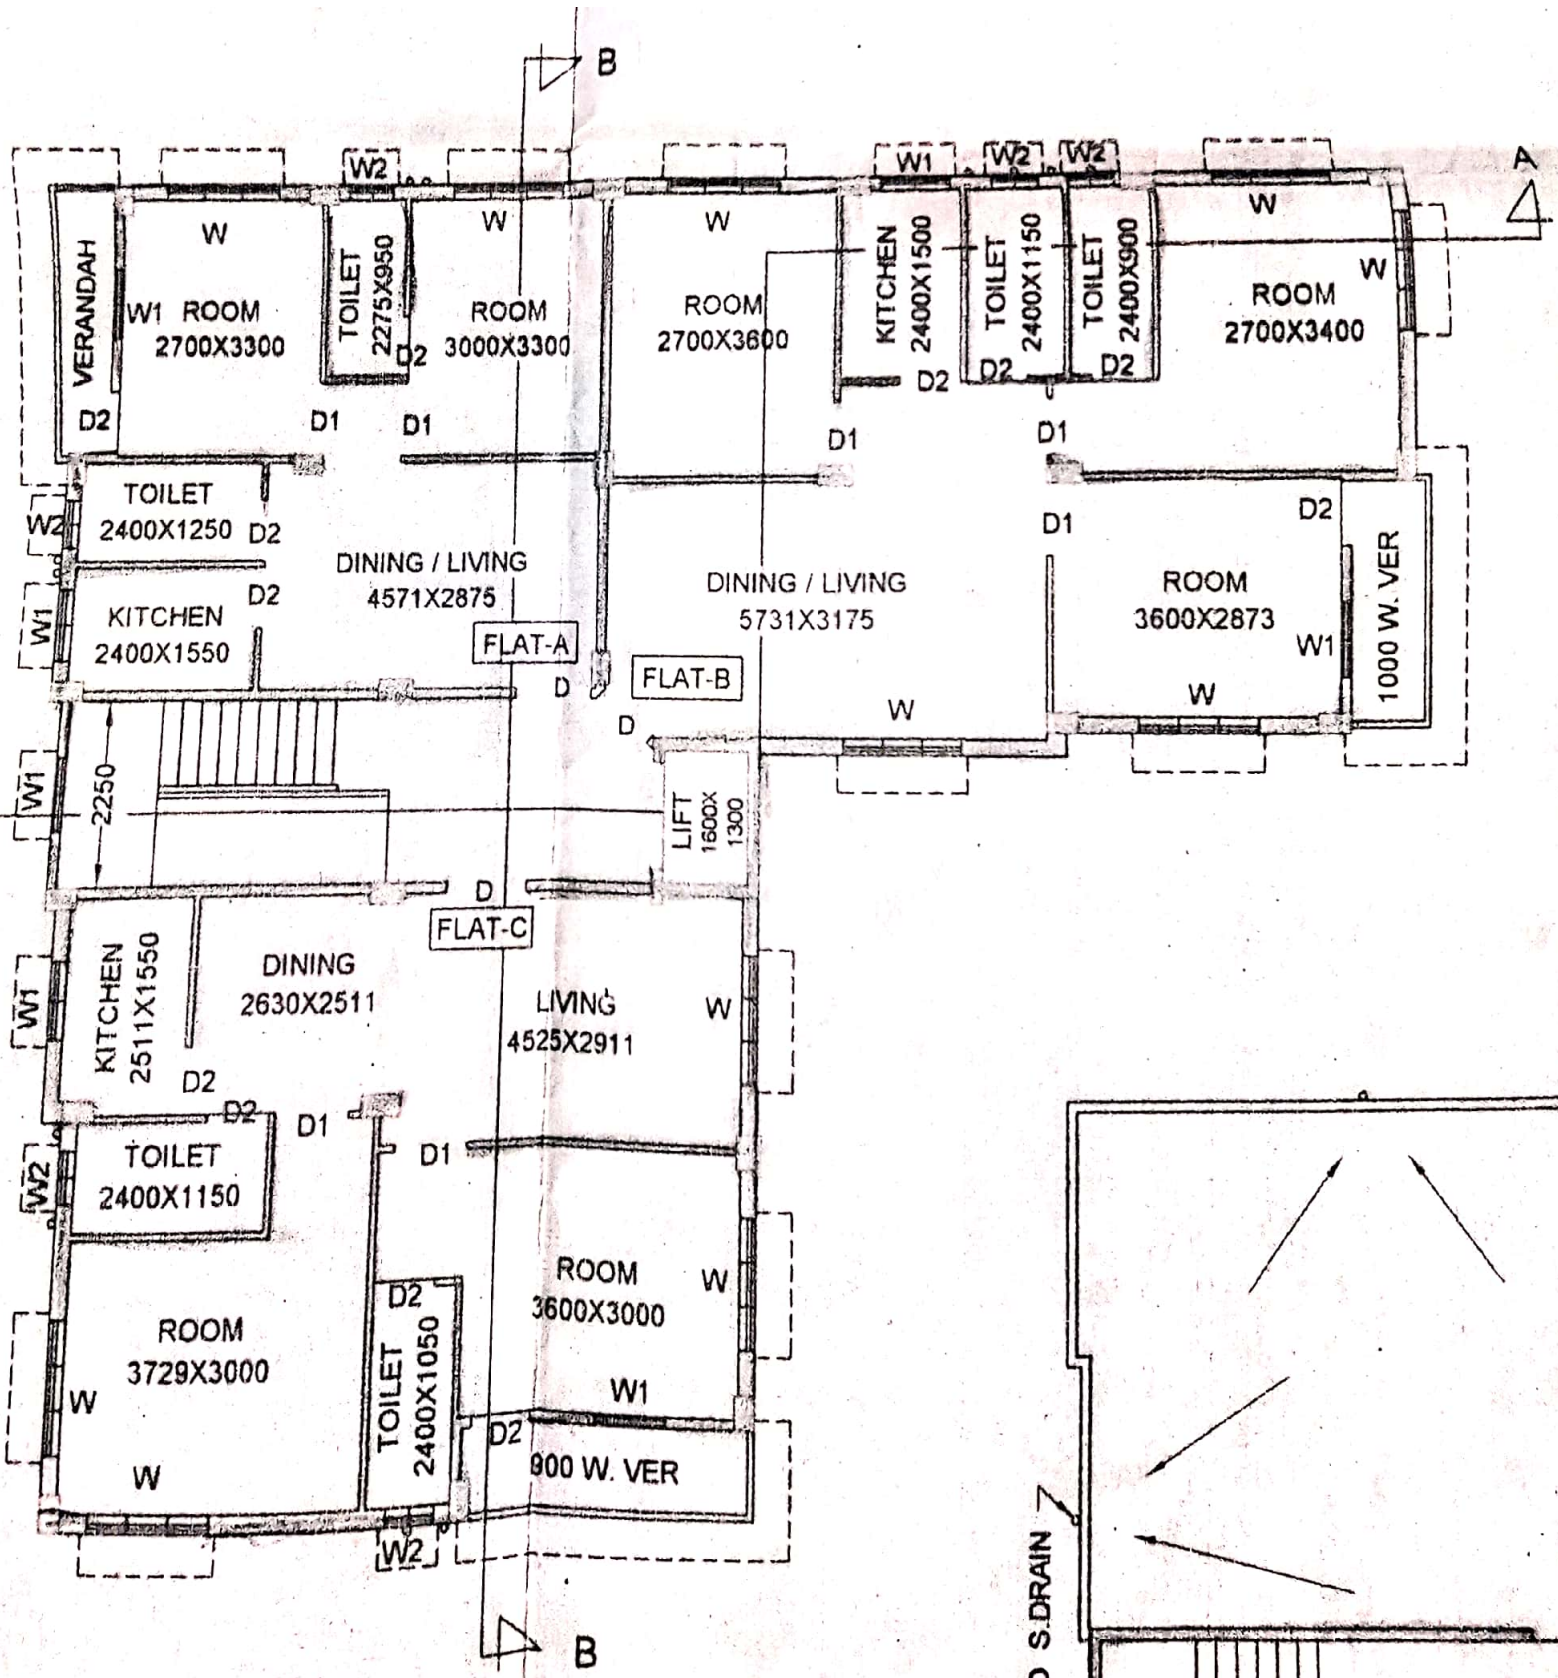 B
A
W2
W1
W2
W2
W
W
W
W
W
VERANDAH
W1
ROOM
2700X3300
D2
TOILET
2275X950
D2
ROOM
3000X3300
D1
D1
ROOM
2700X3600
KITCHEN
2400X1500
D2
TOILET
2400X1150
D2
TOILET
2400X900
D2
ROOM
2700X3400
D1
D1
W2
TOILET
2400X1250
D2
W1
KITCHEN
2400X1550
D2
DINING / LIVING
4571X2875
FLAT-A
D
DINING / LIVING
5731X3175
FLAT-B
D
W
D1
ROOM
3600X2873
D2
W1
W
1000 W. VER
W1
2250
LIFT
1600X
1300
D
FLAT-C
W1
KITCHEN
2511X1550
D2
DINING
2630X2511
LIVING
4525X2911
W
D2
D1
D1
W2
TOILET
2400X1150
ROOM
3729X3000
W
W
D2
TOILET
2400X1050
W2
ROOM
3600X3000
W
W1
D2
900 W. VER
B
S.DRAIN